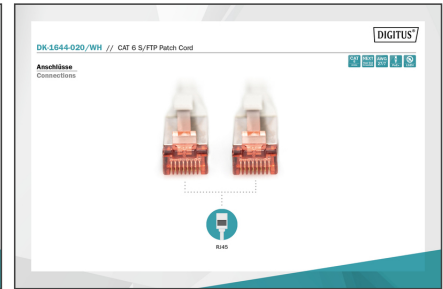 DIGITUS®
DK-1644-020/WH // CAT 6 S/FTP Patch Cord
Anschlüsse
Connections
RJ45